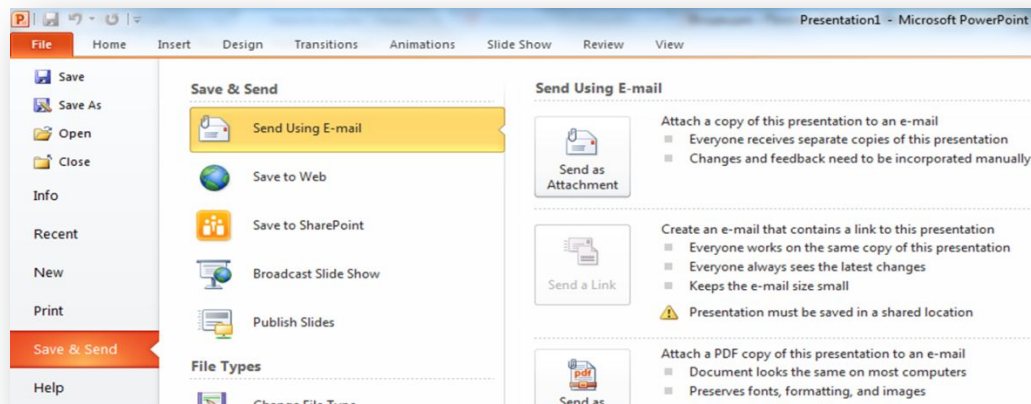 Presentation1 - Microsoft PowerPoint
File Home Insert Design Transitions Animations Slide Show Review View
Save
Save As
Open
Close
Info
Recent
New
Print
Save & Send
Help
Save & Send
Send Using E-mail
Save to Web
Save to SharePoint
Broadcast Slide Show
Publish Slides
File Types
Change File Type
Send Using E-mail
Send as
Attachment
Attach a copy of this presentation to an e-mail
Everyone receives separate copies of this presentation
Changes and feedback need to be incorporated manually
Send a Link
Create an e-mail that contains a link to this presentation
Everyone works on the same copy of this presentation
Everyone always sees the latest changes
Keeps the e-mail size small
Presentation must be saved in a shared location
pdf
Send as
Attach a PDF copy of this presentation to an e-mail
Document looks the same on most computers
Preserves fonts, formatting, and images